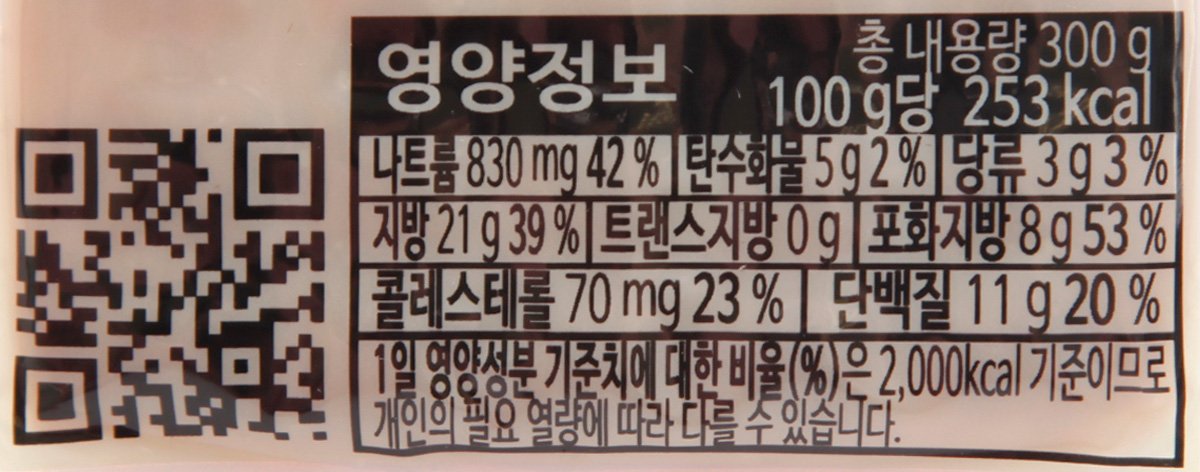 영양정보
총 내용량 300 g
100 g당 253 kcal
나트륨 830 mg 42 % 탄수화물 5 g 2 % 당류 3 g 3 %
지방 21 g 39 % 트랜스지방 0 g 포화지방 8 g 53 %
콜레스테롤 70 mg 23 % 단백질 11 g 20 %
1일 영양성분 기준치에 대한 비율(%)은 2,000kcal 기준이므로
개인의 필요 열량에 따라 다를 수 있습니다.